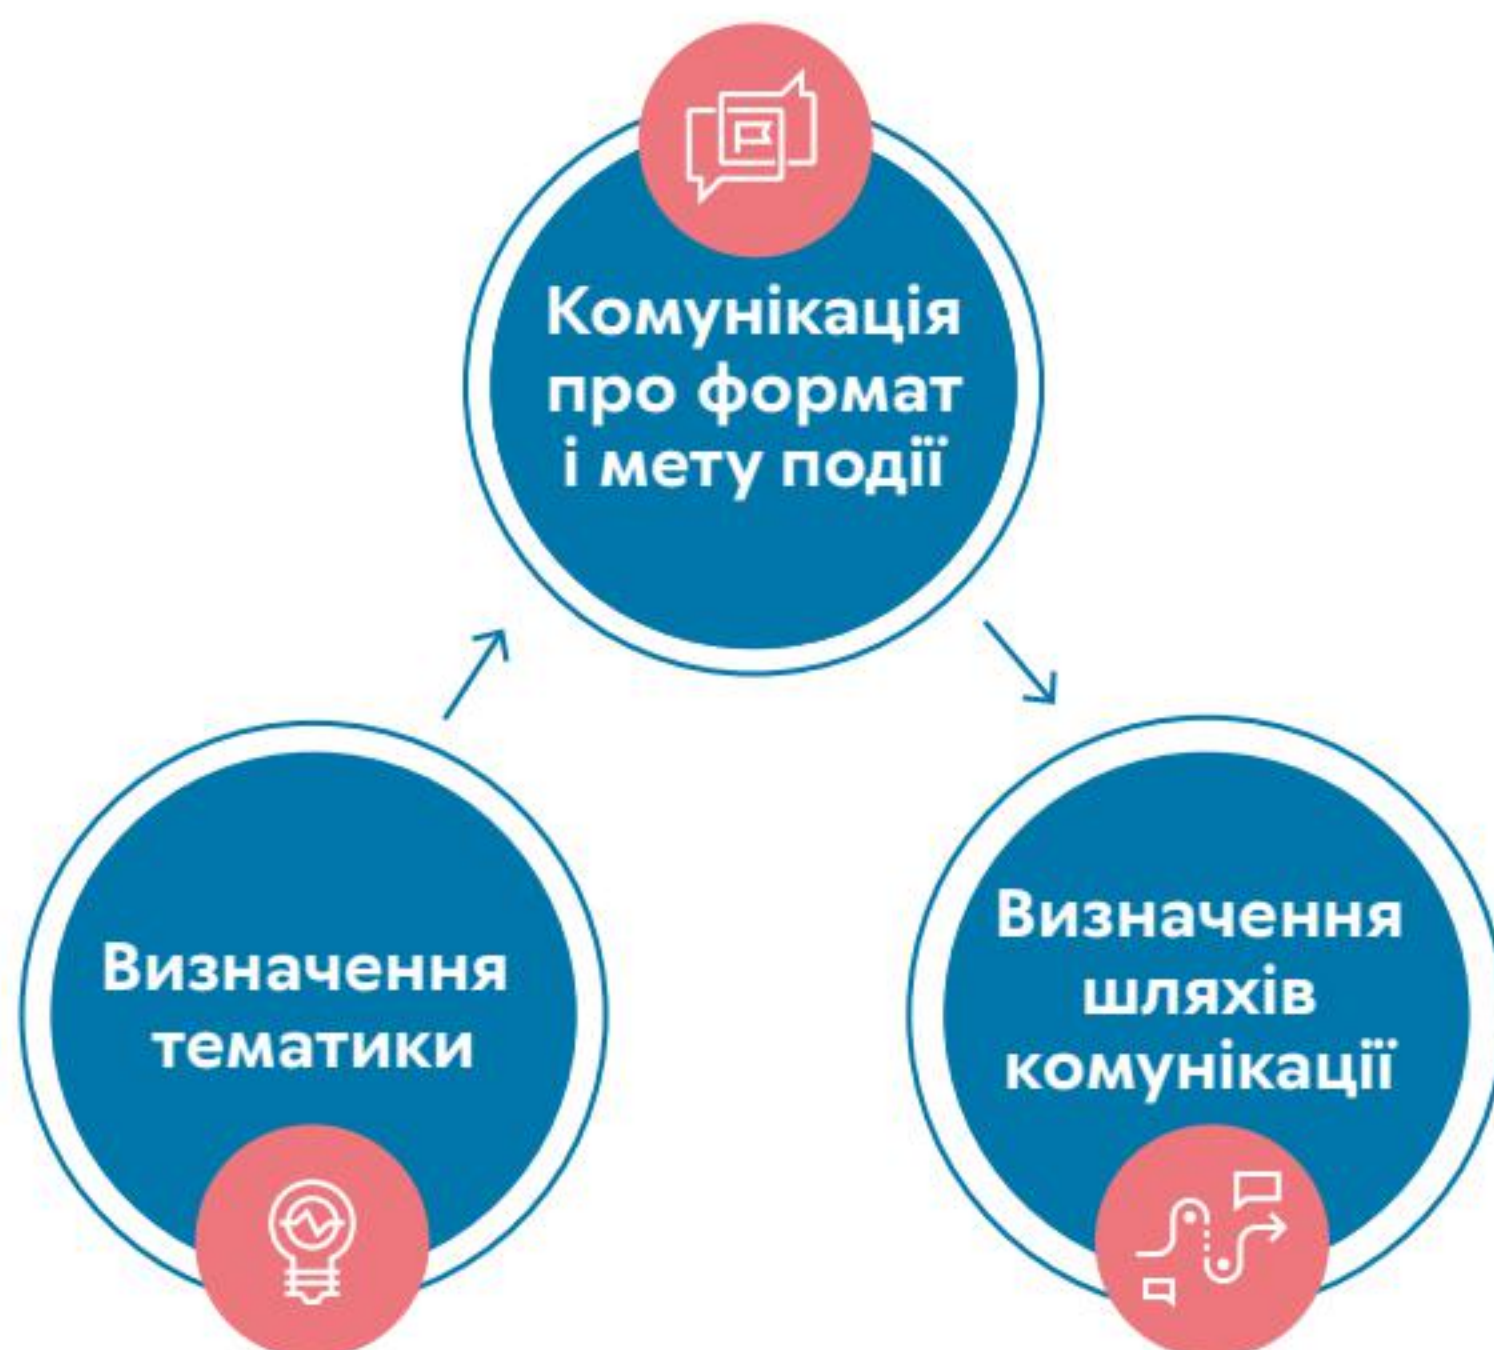 Комунікація
про формат
і мету події
Визначення
тематики
Визначення
шляхів
комунікації